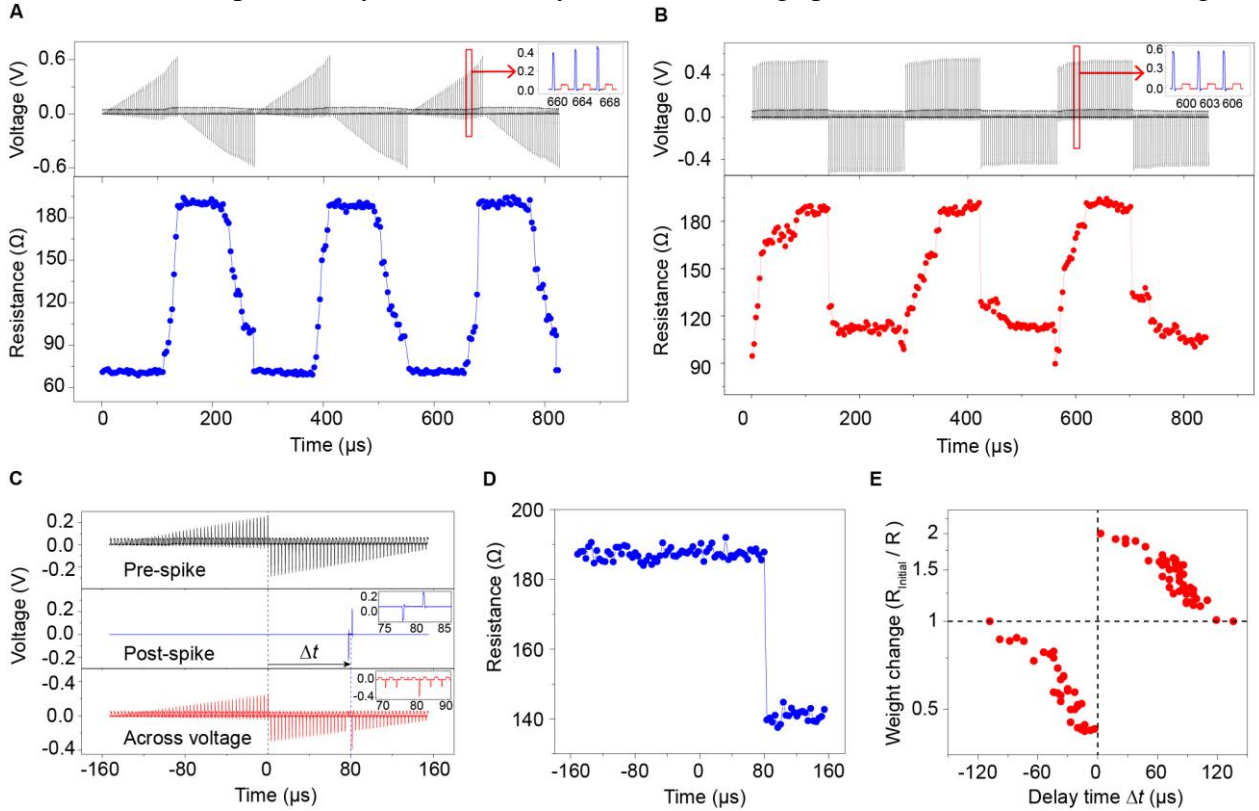 A
Voltage (V)
0.6
0.0
-0.6
0.4
0.2
0.0
660 664 668
Resistance (Ω)
180
150
120
90
60
0 200 400 600 800
Time (µs)
B
Voltage (V)
0.4
0.0
-0.4
0.6
0.3
0.0
600 603 606
Resistance (Ω)
180
150
120
90
0 200 400 600 800
Time (µs)
C
Voltage (V)
0.2
0.0
-0.2
Pre-spike
0.2
0.0
-0.2
Post-spike
Δt
0.2
0.0
75 80 85
-0.4
0.0
-0.4
Across voltage
0.0
-0.4
70 80 90
-160 -80 0 80 160
Time (µs)
D
Resistance (Ω)
200
180
160
140
-160 -80 0 80 160
Time (µs)
E
Weight change (RInitial / R)
2
1.5
1
0.5
-120 -60 0 60 120
Delay time Δt (µs)